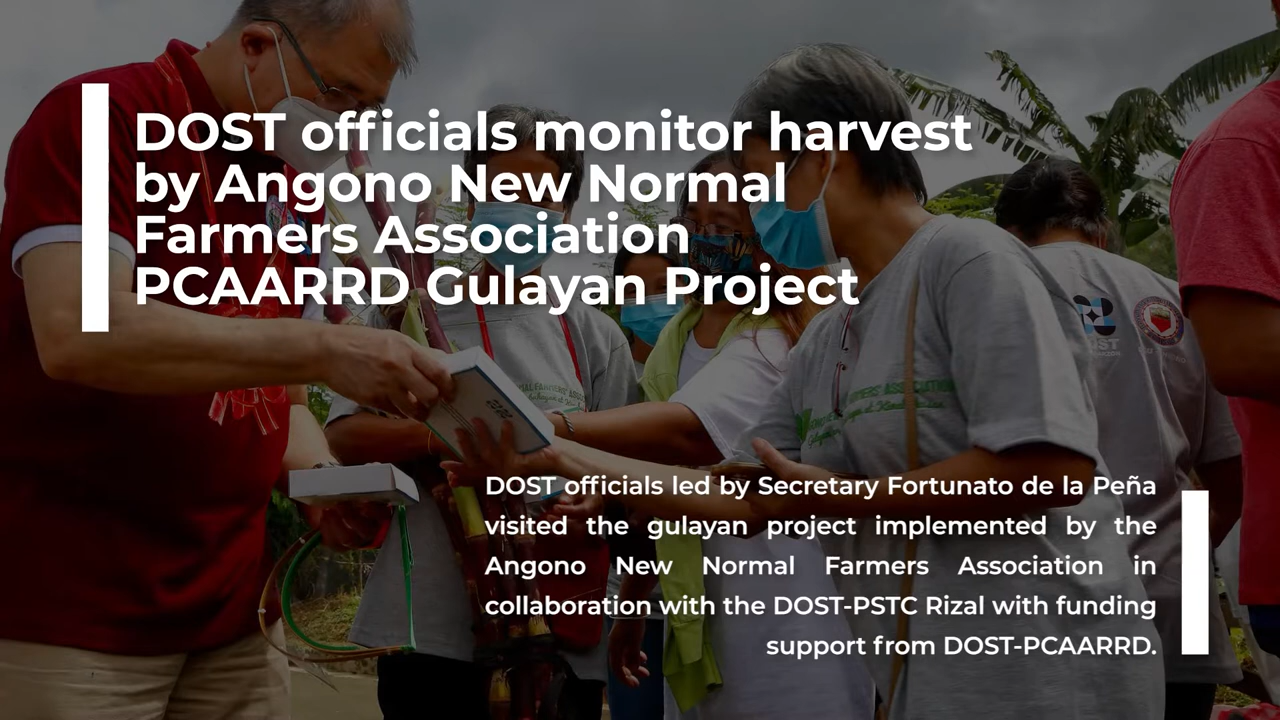 DOST officials monitor harvest
by Angono New Normal
Farmers Association
PCAARRD Gulayan Project
DOST
DOST officials led by Secretary Fortunato de la Peña
visited the gulayan project implemented by the
Angono New Normal Farmers Association in
collaboration with the DOST-PSTC Rizal with funding
support from DOST-PCAARRD.